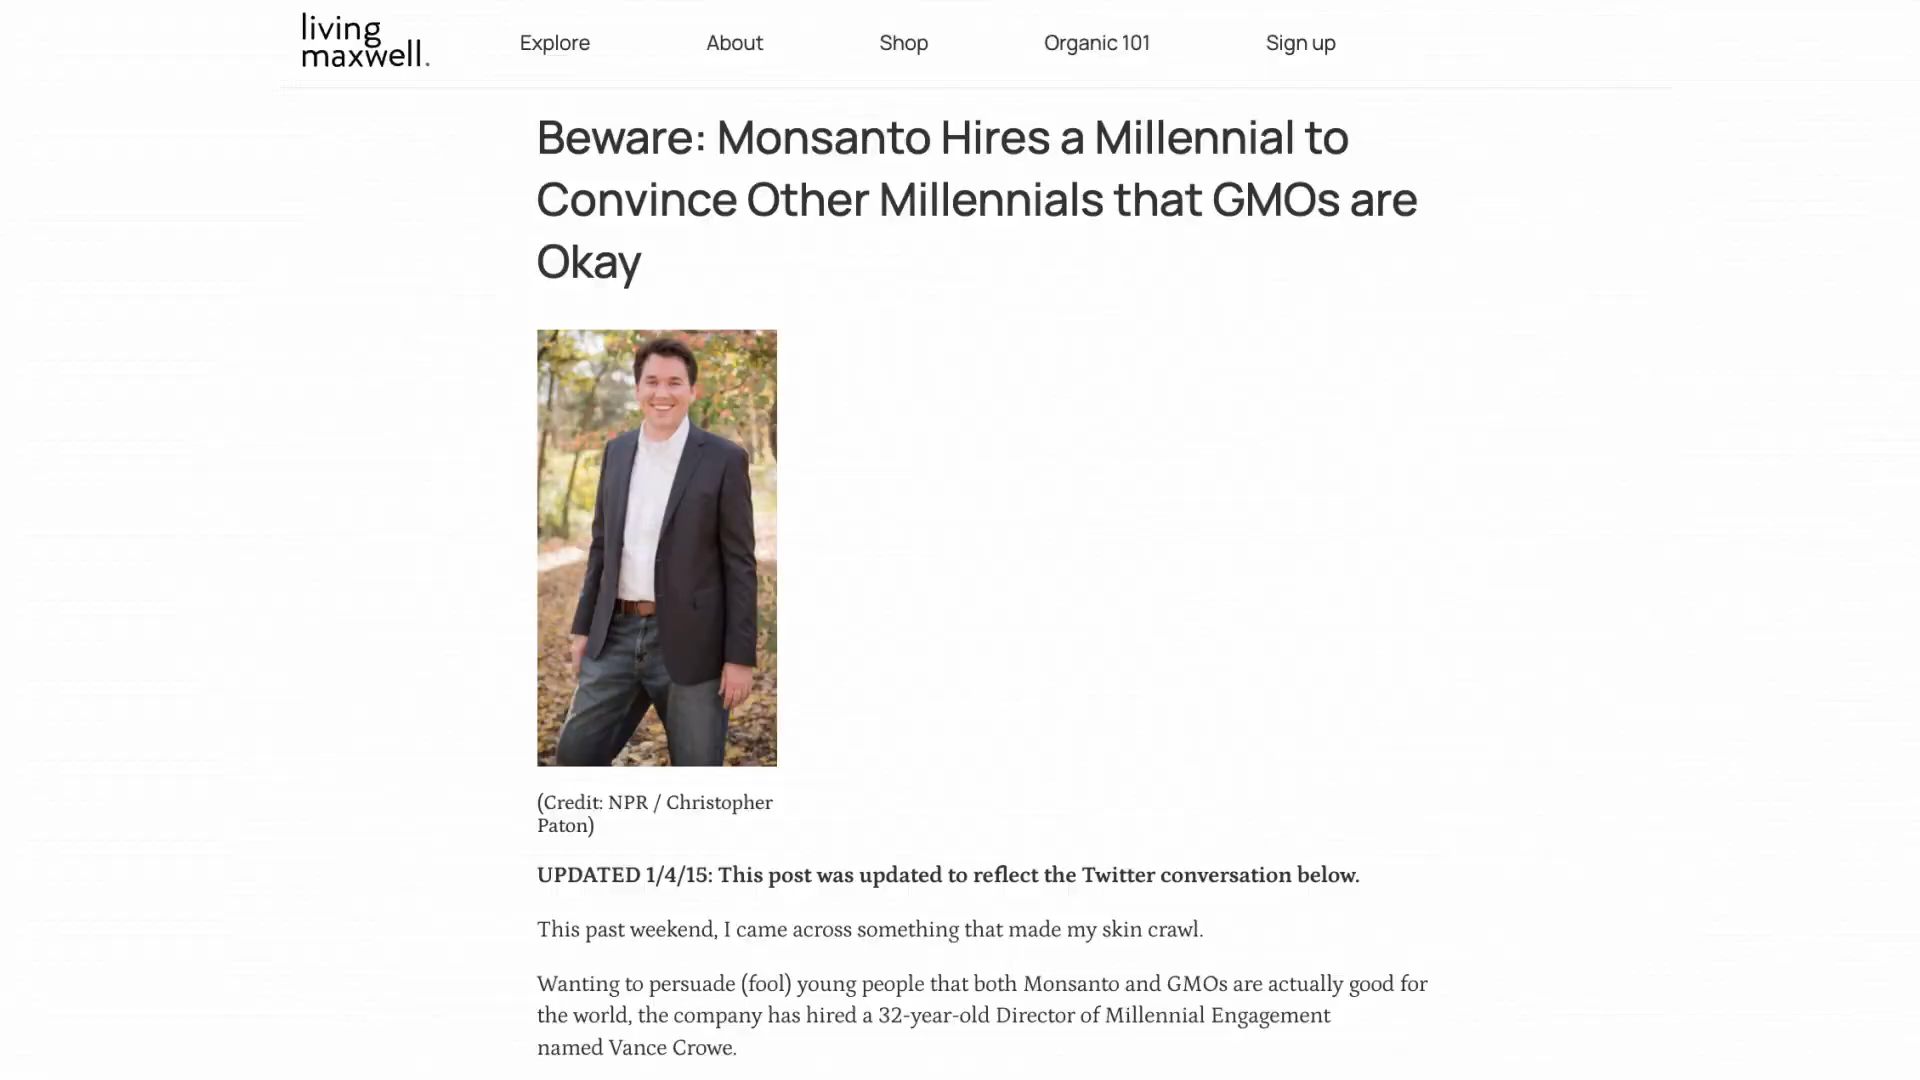 living
maxwell.
Explore
About
Shop
Organic 101
Sign up
Beware: Monsanto Hires a Millennial to
Convince Other Millennials that GMOs are
Okay
(Credit: NPR / Christopher
Paton)
UPDATED 1/4/15: This post was updated to reflect the Twitter conversation below.
This past weekend, I came across something that made my skin crawl.
Wanting to persuade (fool) young people that both Monsanto and GMOs are actually good for
the world, the company has hired a 32-year-old Director of Millennial Engagement
named Vance Crowe.